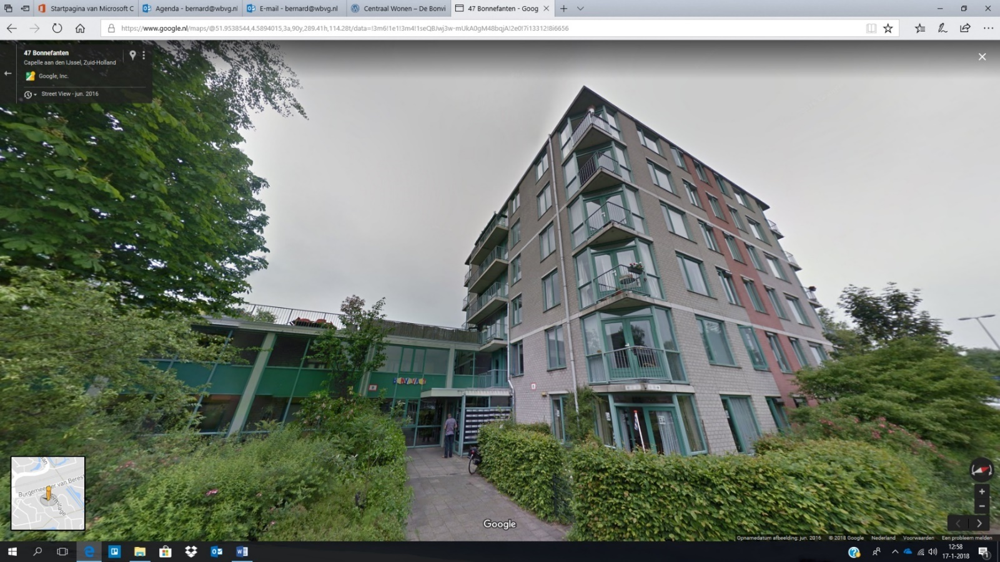 Startpagina van Microsoft C
Agenda - bernard@wbvg.nl
E-mail - bernard@wbvg.nl
Centraal Wonen – De Bonvi
47 Bonnefanten - Goog
https://www.google.nl/maps/@51.9538544,4.5894015,3a,90y,289.41h,114.28t/data=!3m6!1e1!3m4!1seQBJwj3w-mUkA0gM48bqjA!2e0!7i13312!8i6656
47 Bonnefanten
Capelle aan den IJssel, Zuid-Holland
Google, Inc.
Street View - jun. 2016
Burgemeester van Berest
Google
Opnamedatum afbeelding: jun. 2016 © 2018 Google Nederland Voorwaarden Een probleem melden
12:58
17-1-2018
1